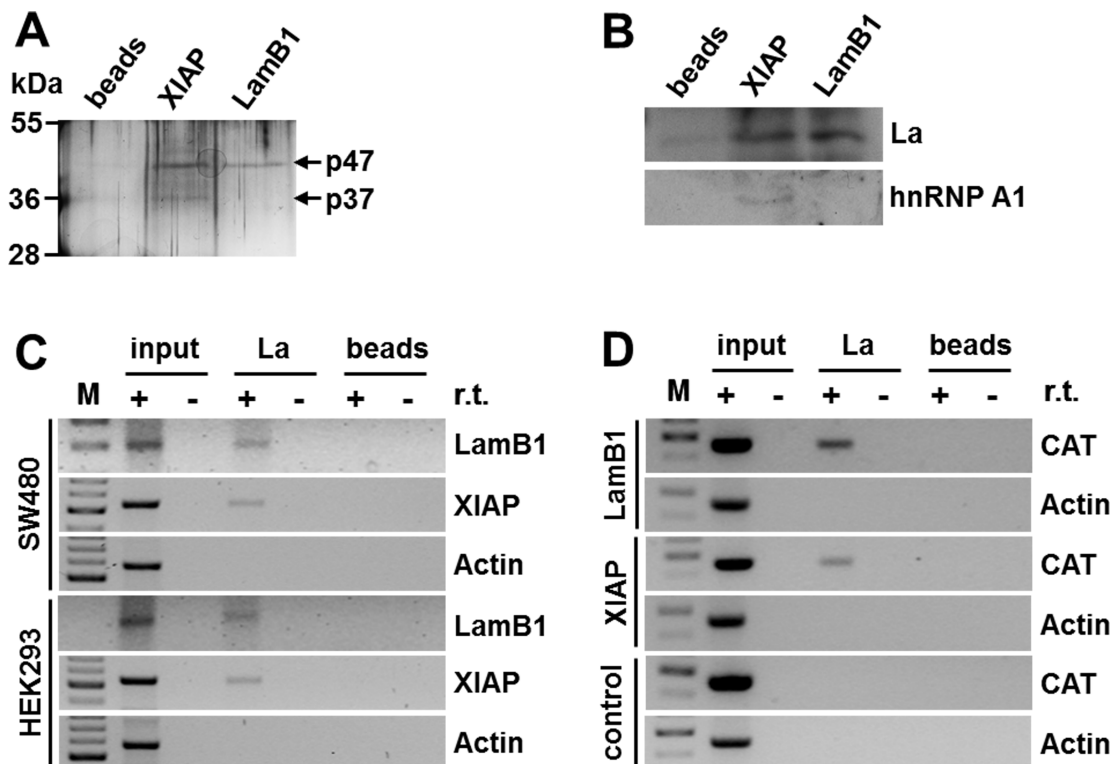 A
beads XIAP LamB1
kDa
55
36
28
p47
p37
B
beads XIAP LamB1
La
hnRNP A1
C
input La beads
M + - + - + - r.t.
SW480
LamB1
XIAP
Actin
HEK293
LamB1
XIAP
Actin
D
input La beads
M + - + - + - r.t.
LamB1
CAT
Actin
XIAP
CAT
Actin
control
CAT
Actin